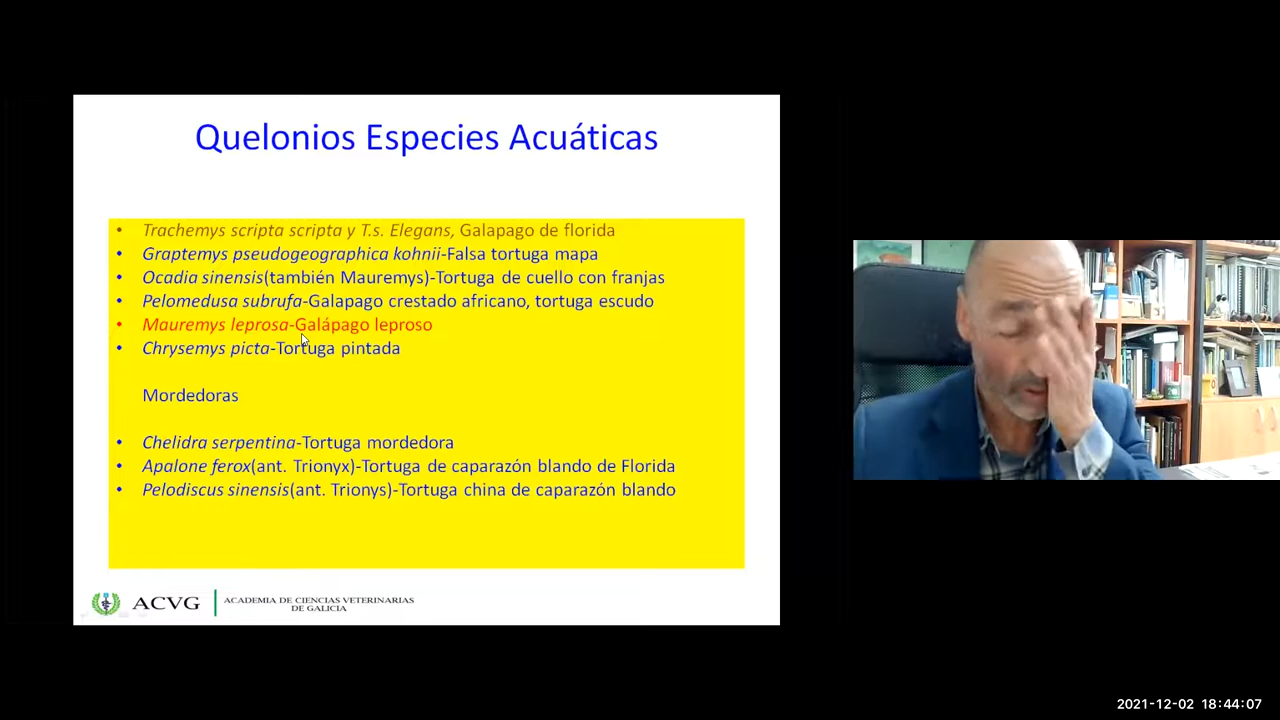 Quelonios Especies Acuáticas
• Trachemys scripta scripta y T.s. Elegans, Galapago de florida
• Graptemys pseudogeographica kohnii-Falsa tortuga mapa
• Ocadia sinensis(también Mauremys)-Tortuga de cuello con franjas
• Pelomedusa subrufa-Galapago crestado africano, tortuga escudo
• Mauremys leprosa-Galápago leproso
• Chrysemys picta-Tortuga pintada
Mordedoras
• Chelidra serpentina-Tortuga mordedora
• Apalone ferox(ant. Trionyx)-Tortuga de caparazón blando de Florida
• Pelodiscus sinensis(ant. Trionys)-Tortuga china de caparazón blando
ACVG
ACADEMIA DE CIENCIAS VETERINARIAS
DE GALICIA
2021-12-02 18:44:07